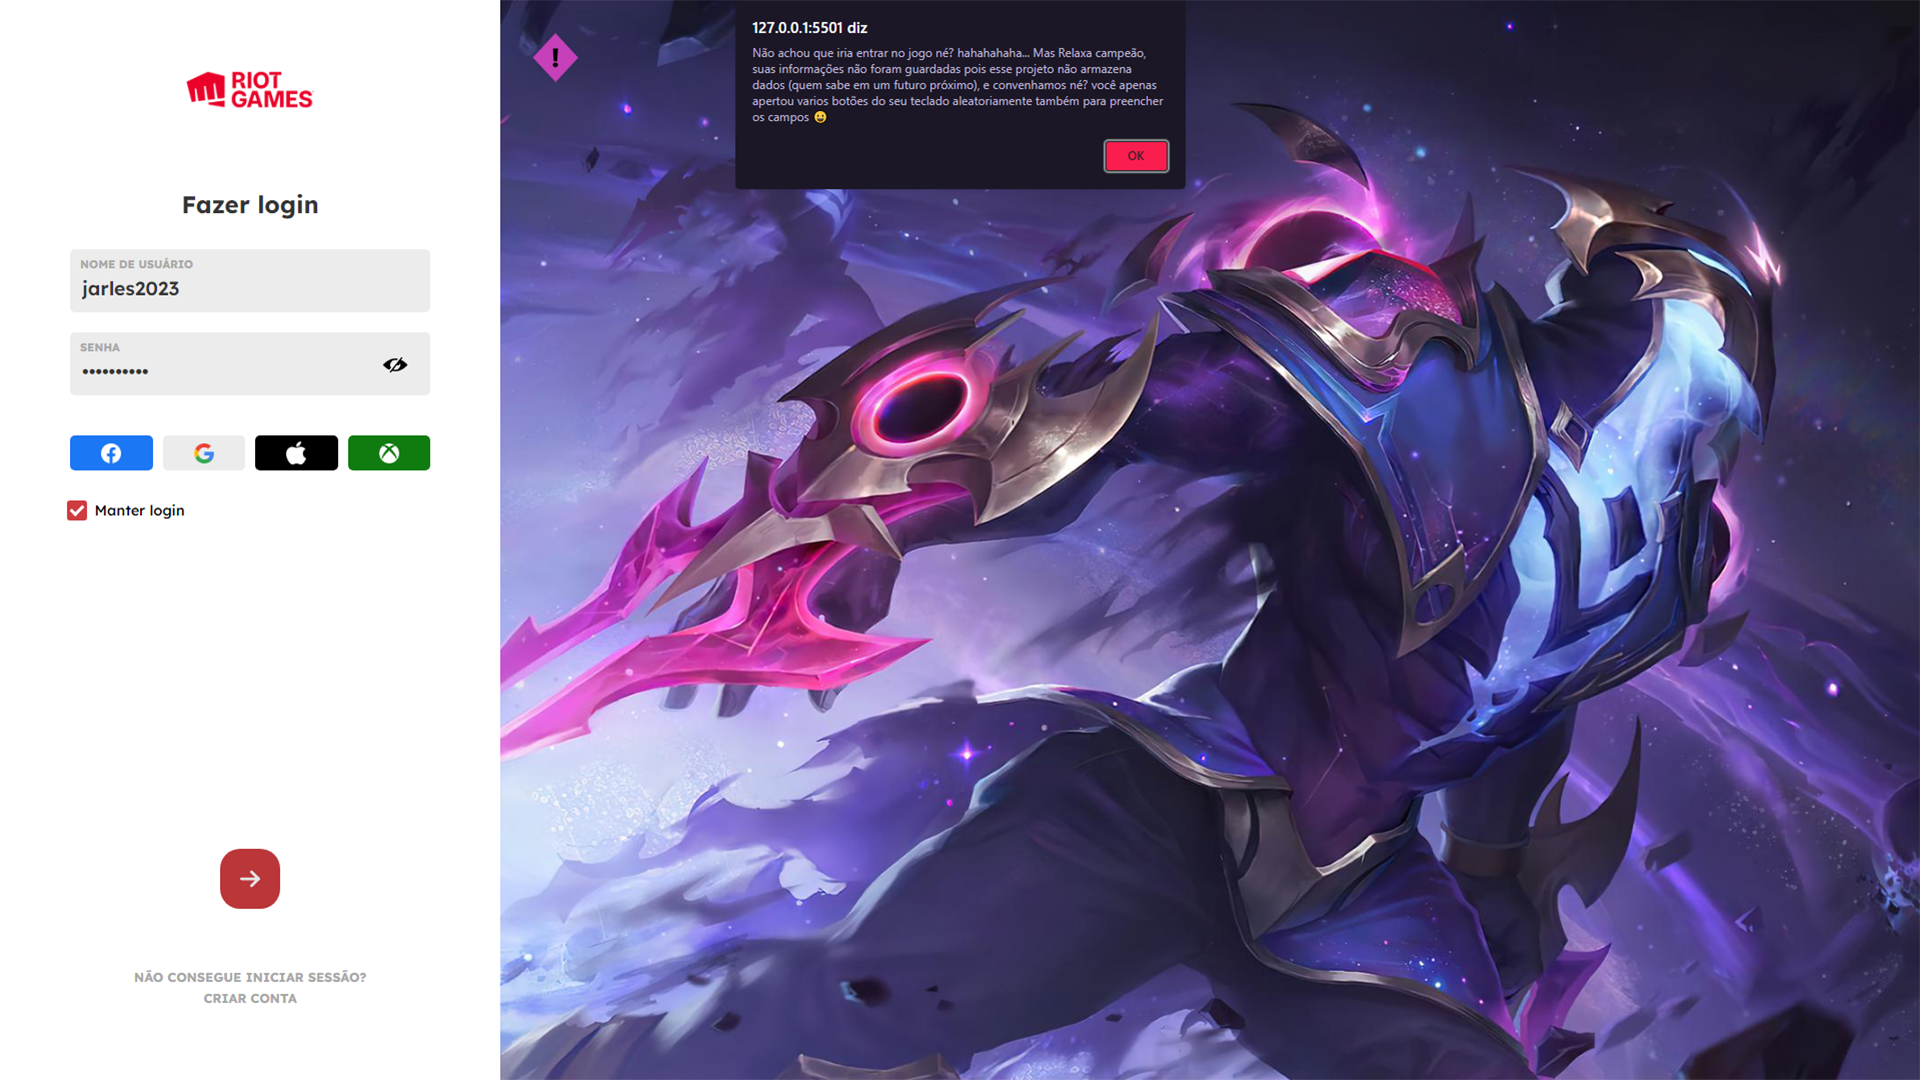 RIOT
GAMES
Fazer login
NOME DE USUÁRIO
jarles2023
SENHA
••••••••••
Manter login
NÃO CONSEGUE INICIAR SESSÃO?
CRIAR CONTA
!
127.0.0.1:5501 diz
Não achou que iria entrar no jogo né? hahahahaha... Mas Relaxa campeão,
suas informações não foram guardadas pois esse projeto não armazena
dados (quem sabe em um futuro próximo), e convenhamos né? você apenas
apertou varios botões do seu teclado aleatoriamente também para preencher
os campos 😀
OK